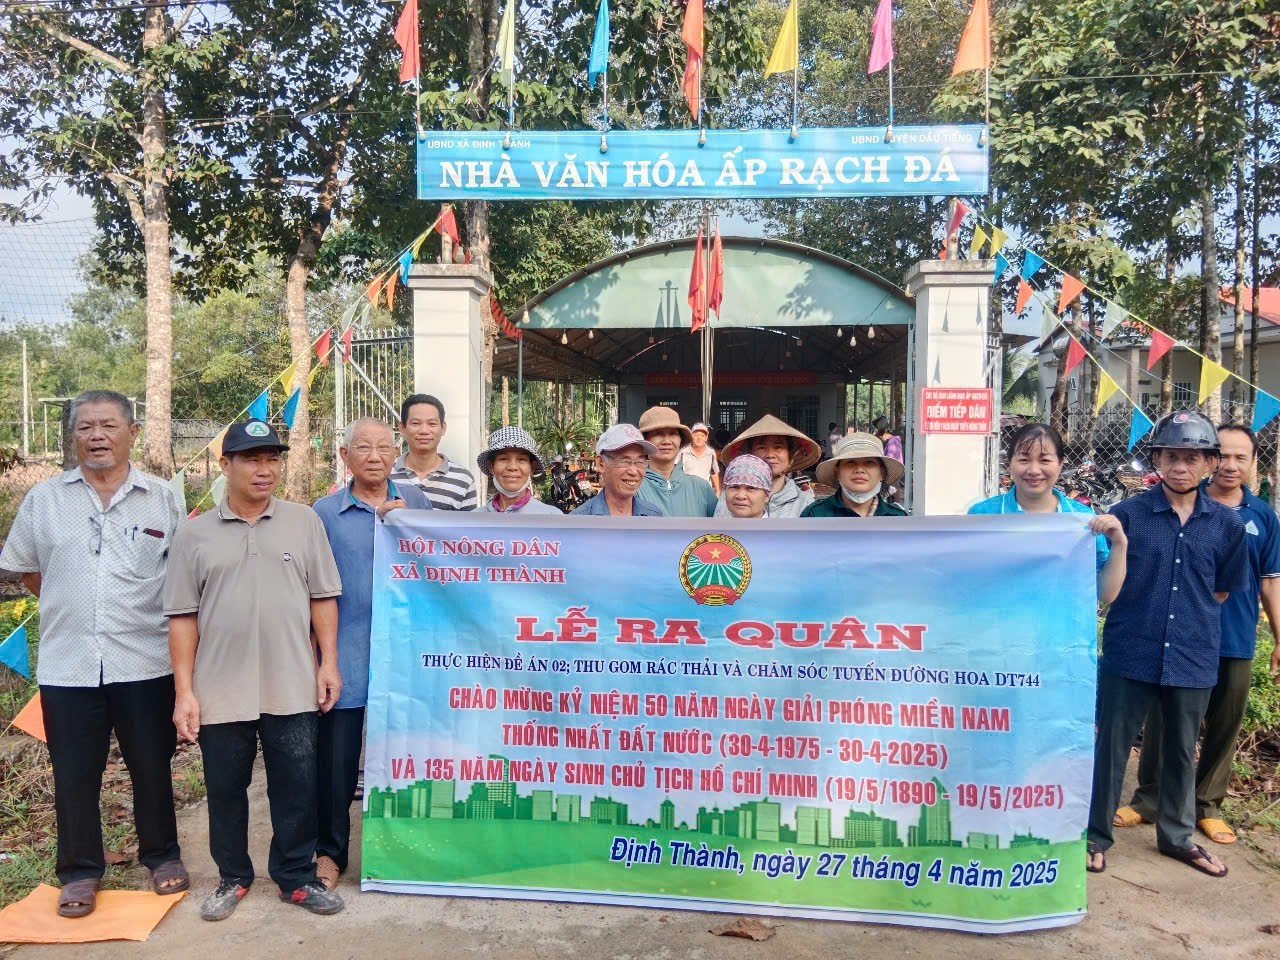 UBND XÃ ĐỊNH THÀNH
UBND HUYỆN DẦU TIẾNG
NHÀ VĂN HÓA ẤP RẠCH ĐÁ
ĐIỂM TIẾP DÂN
HỘI NÔNG DÂN
XÃ ĐỊNH THÀNH
LỄ RA QUÂN
THỰC HIỆN ĐỀ ÁN 02; THU GOM RÁC THẢI VÀ CHĂM SÓC TUYẾN ĐƯỜNG HOA DT744
CHÀO MỪNG KỶ NIỆM 50 NĂM NGÀY GIẢI PHÓNG MIỀN NAM
THỐNG NHẤT ĐẤT NƯỚC (30-4-1975 - 30-4-2025)
VÀ 135 NĂM NGÀY SINH CHỦ TỊCH HỒ CHÍ MINH (19/5/1890 - 19/5/2025)
Định Thành, ngày 27 tháng 4 năm 2025